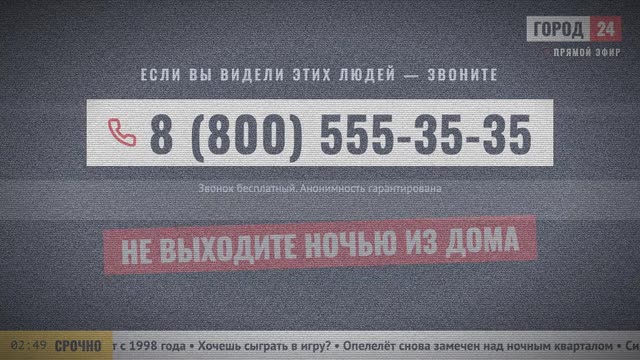 ГОРОД 24
ПРЯМОЙ ЭФИР
ЕСЛИ ВЫ ВИДЕЛИ ЭТИХ ЛЮДЕЙ — ЗВОНИТЕ
8 (800) 555-35-35
Звонок бесплатный. Анонимность гарантирована
НЕ ВЫХОДИТЕ НОЧЬЮ ИЗ ДОМА
02:49 СРОЧНО т с 1998 года • Хочешь сыграть в игру? • Опелелёт снова замечен над ночным кварталом •